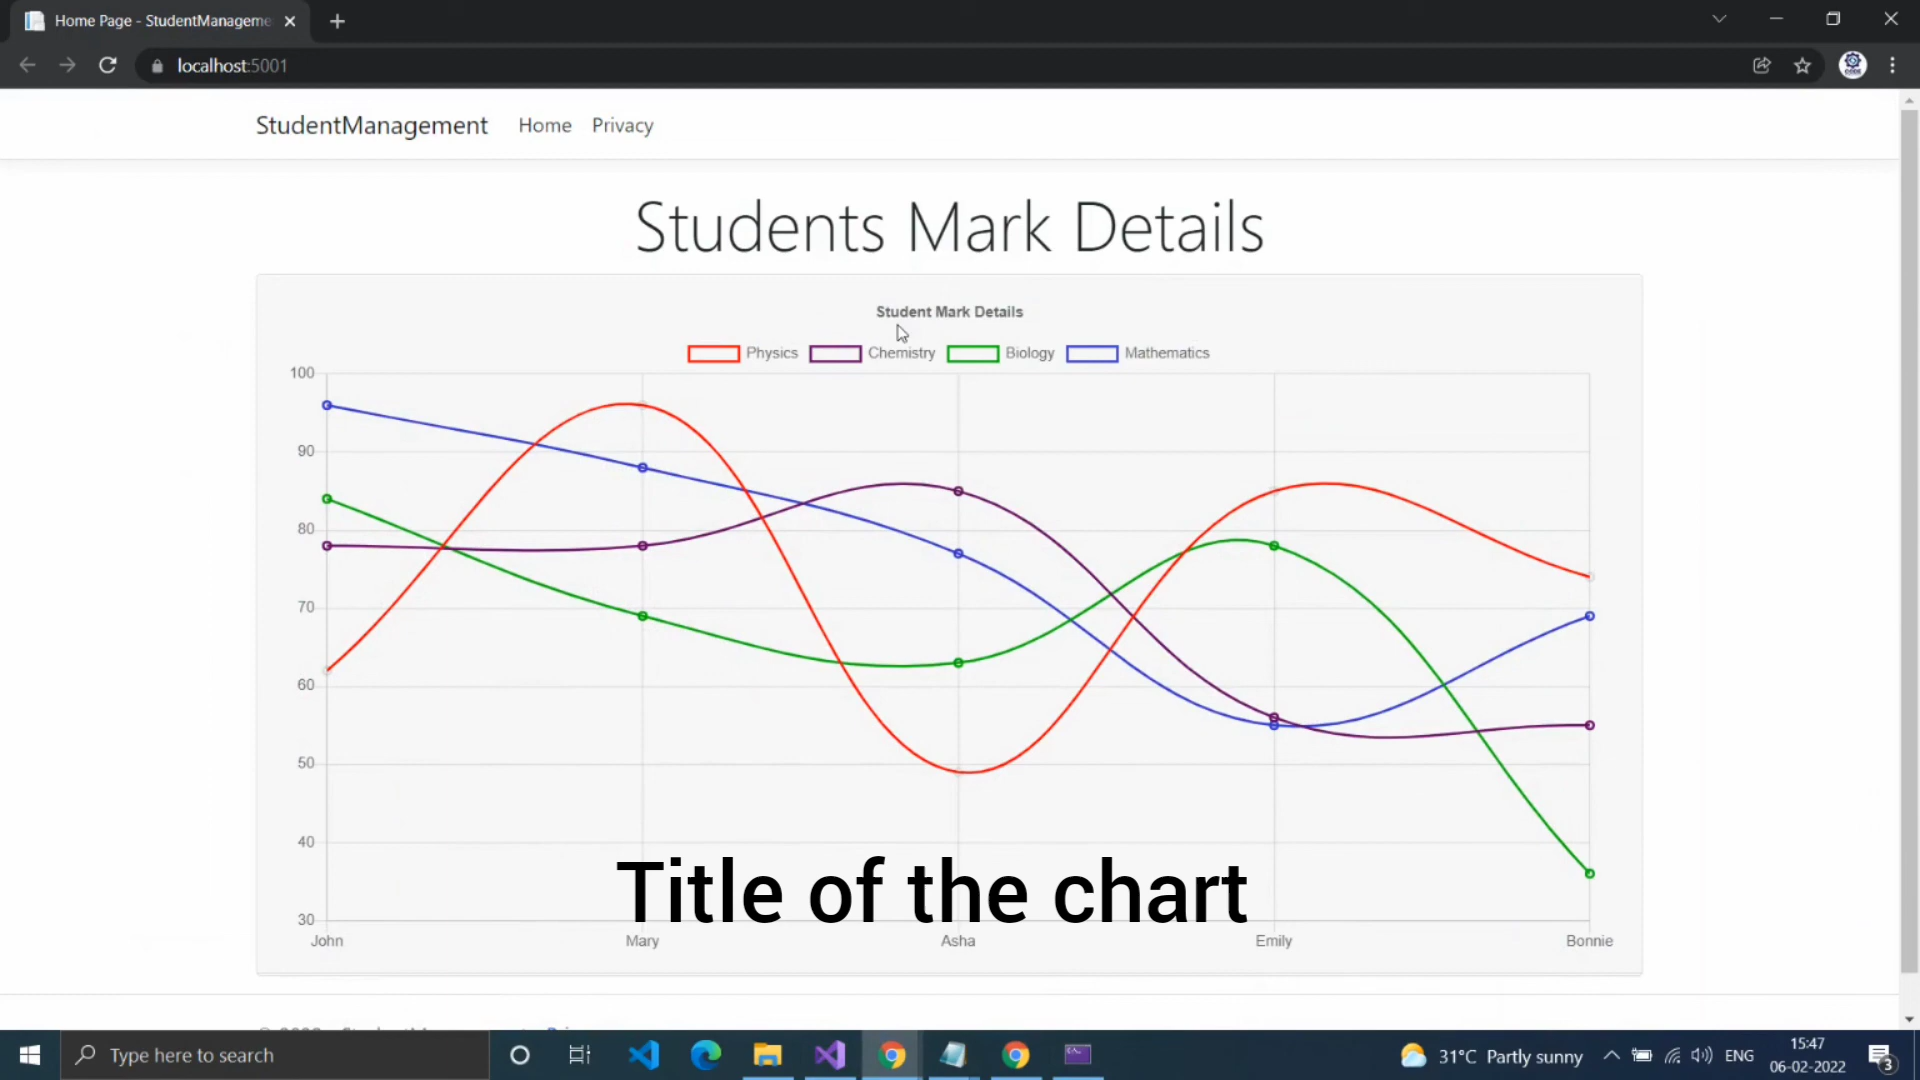 Home Page - StudentManageme
localhost:5001
StudentManagement Home Privacy
Students Mark Details
Student Mark Details
Physics Chemistry Biology Mathematics
100
90
80
70
60
50
40
30
John Mary Asha Emily Bonnie
Title of the chart
Type here to search
31°C Partly sunny
ENG
15:47
06-02-2022
3